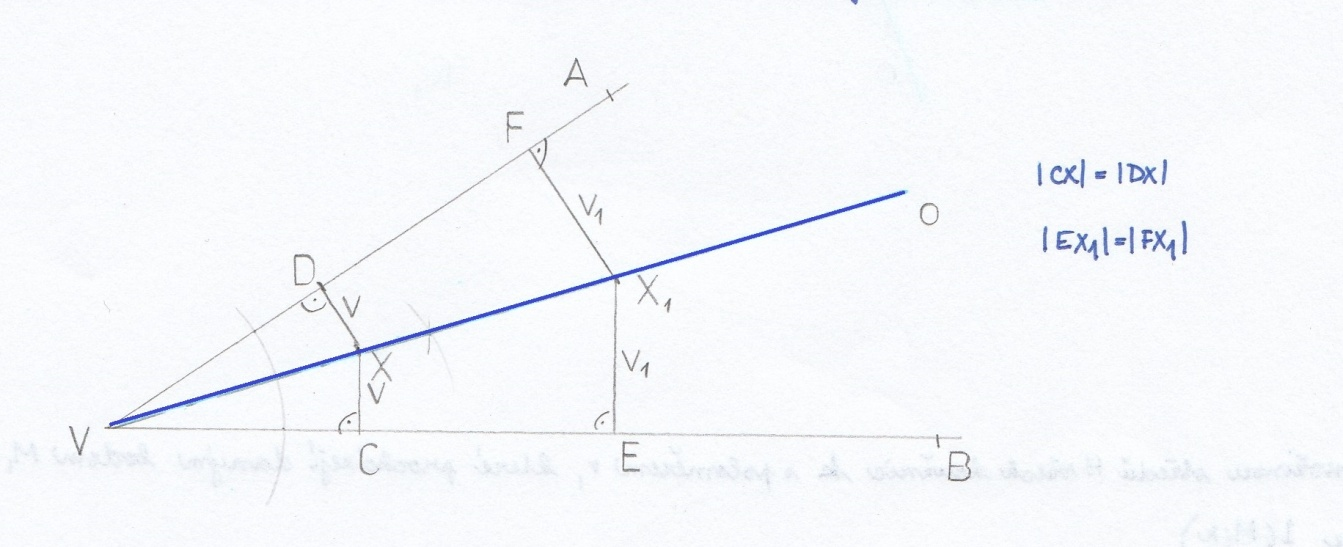 A
F
V₁
|CX| = |DX|
O
|EX₁| = |FX₁|
D
V
X₁
X
V₁
V
V
C
E
B